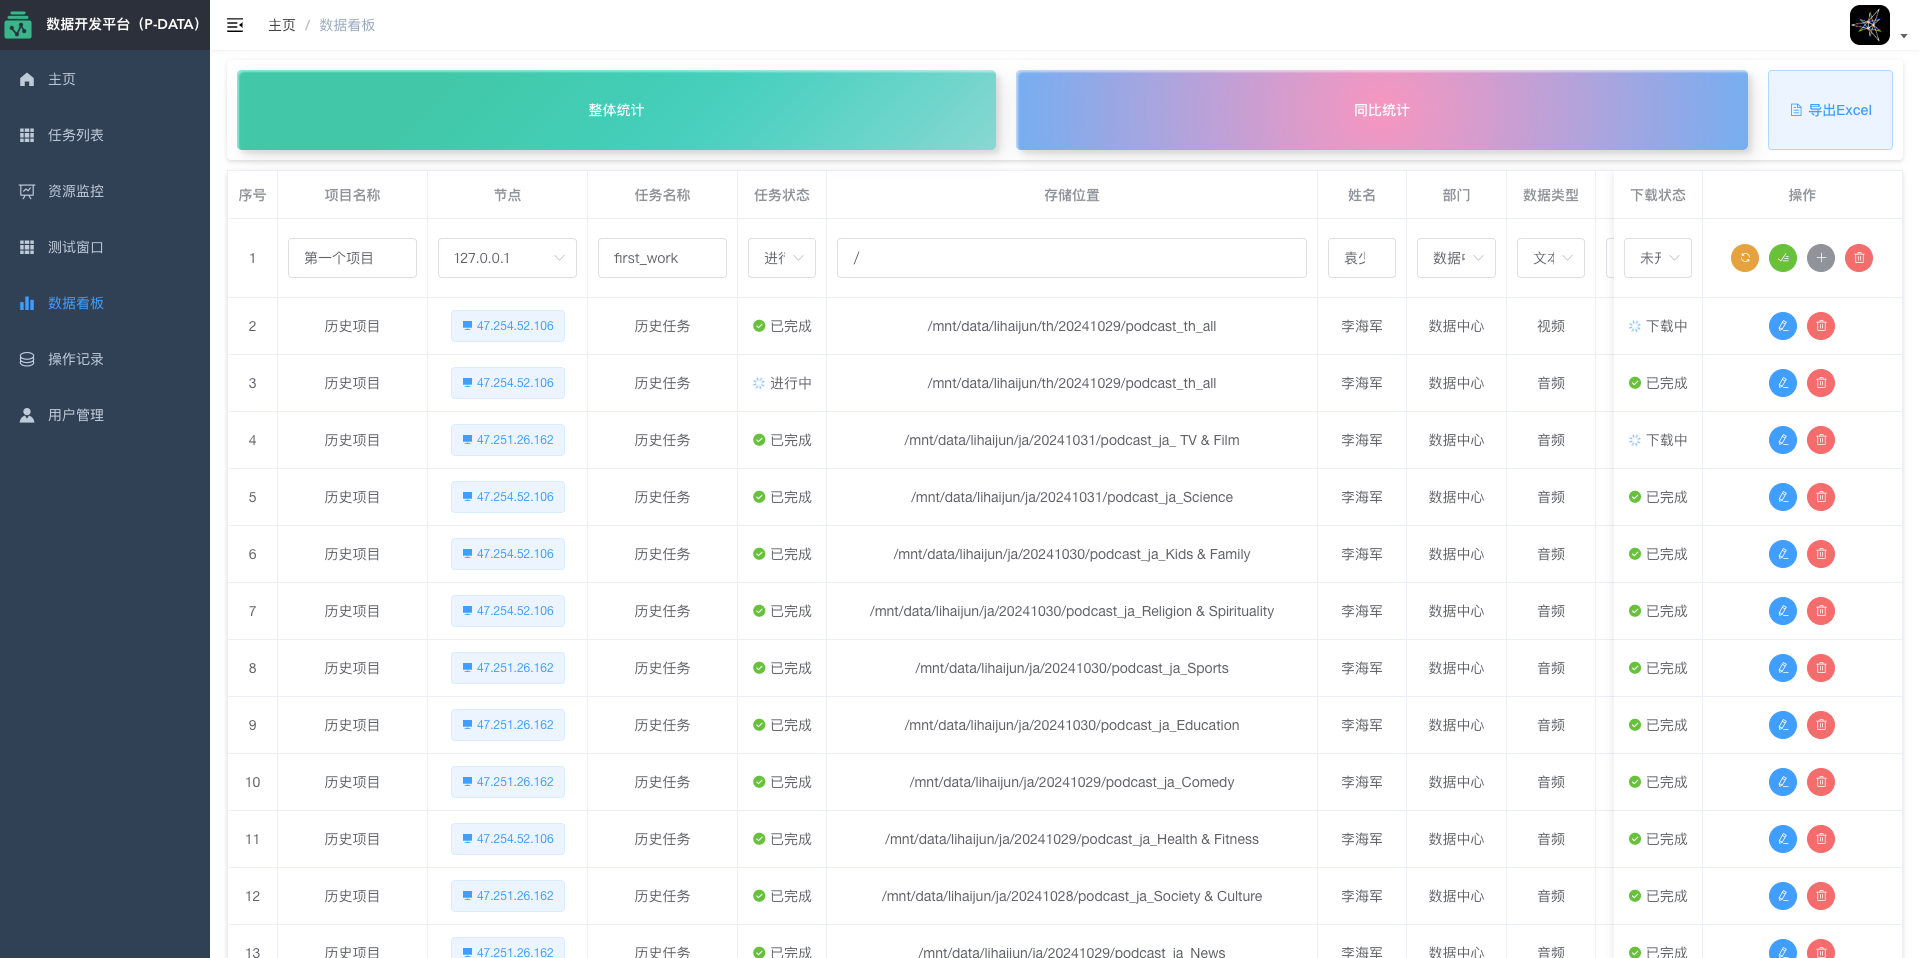 数据开发平台（P-DATA）
主页 / 数据看板
主页
任务列表
资源监控
测试窗口
数据看板
操作记录
用户管理
整体统计
同比统计
导出Excel
序号 项目名称 节点 任务名称 任务状态 存储位置 姓名 部门 数据类型 下载状态 操作
1 第一个项目 127.0.0.1 first_work 进行 / 袁 数据 文本 未开
2 历史项目 47.254.52.106 历史任务 已完成 /mnt/data/lihaijun/th/20241029/podcast_th_all 李海军 数据中心 视频 下载中
3 历史项目 47.254.52.106 历史任务 进行中 /mnt/data/lihaijun/th/20241029/podcast_th_all 李海军 数据中心 音频 已完成
4 历史项目 47.251.26.162 历史任务 已完成 /mnt/data/lihaijun/ja/20241031/podcast_ja_ TV & Film 李海军 数据中心 音频 下载中
5 历史项目 47.254.52.106 历史任务 已完成 /mnt/data/lihaijun/ja/20241031/podcast_ja_Science 李海军 数据中心 音频 已完成
6 历史项目 47.254.52.106 历史任务 已完成 /mnt/data/lihaijun/ja/20241030/podcast_ja_Kids & Family 李海军 数据中心 音频 已完成
7 历史项目 47.254.52.106 历史任务 已完成 /mnt/data/lihaijun/ja/20241030/podcast_ja_Religion & Spirituality 李海军 数据中心 音频 已完成
8 历史项目 47.251.26.162 历史任务 已完成 /mnt/data/lihaijun/ja/20241030/podcast_ja_Sports 李海军 数据中心 音频 已完成
9 历史项目 47.251.26.162 历史任务 已完成 /mnt/data/lihaijun/ja/20241030/podcast_ja_Education 李海军 数据中心 音频 已完成
10 历史项目 47.251.26.162 历史任务 已完成 /mnt/data/lihaijun/ja/20241029/podcast_ja_Comedy 李海军 数据中心 音频 已完成
11 历史项目 47.254.52.106 历史任务 已完成 /mnt/data/lihaijun/ja/20241029/podcast_ja_Health & Fitness 李海军 数据中心 音频 已完成
12 历史项目 47.251.26.162 历史任务 已完成 /mnt/data/lihaijun/ja/20241028/podcast_ja_Society & Culture 李海军 数据中心 音频 已完成
13 历史项目 47.251.26.162 历史任务 已完成 /mnt/data/lihaijun/ja/20241029/podcast_ja_News 李海军 数据中心 音频 已完成